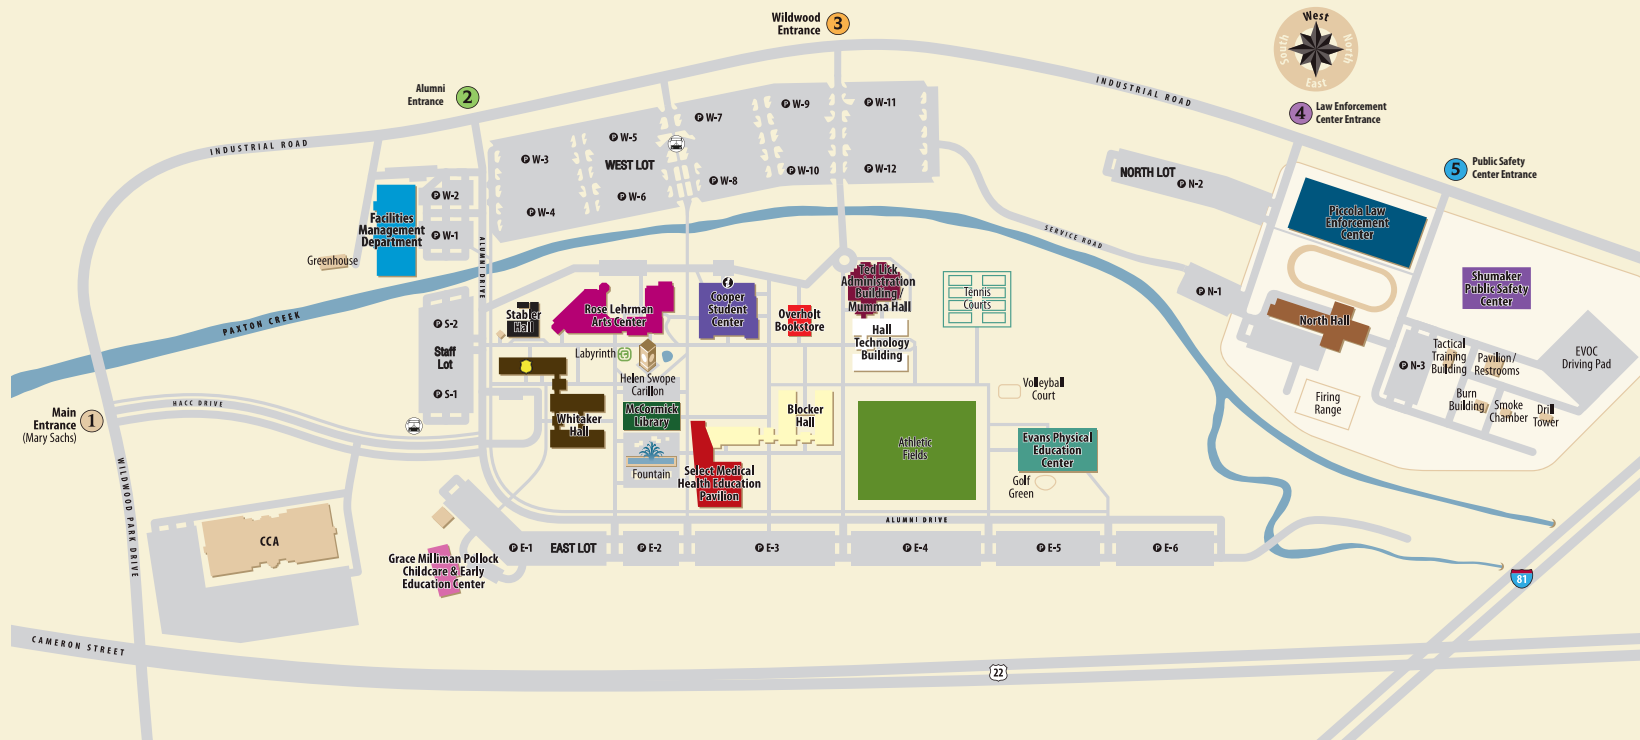 Wildwood
Entrance
3
West
South
North
East
Alumni
Entrance
2
INDUSTRIAL ROAD
4
Law Enforcement
Center Entrance
5
Public Safety
Center Entrance
INDUSTRIAL ROAD
P W-9
P W-11
P W-7
P W-5
P W-3
WEST LOT
P W-10
P W-12
P W-8
P W-6
P W-4
P W-2
P W-1
NORTH LOT
P N-2
Facilities
Management
Department
Greenhouse
ALUMNI DRIVE
SERVICE ROAD
Piccola Law
Enforcement
Center
Shumaker
Public Safety
Center
P N-1
North Hall
PAXTON CREEK
P S-2
Staff
Lot
P S-1
Stabler
Hall
Rose Lehrman
Arts Center
Cooper
Student
Center
Overholt
Bookstore
Ted Lick
Administration
Building /
Mumma Hall
Hall
Technology
Building
Tennis
Courts
Labyrinth
Helen Swope
Carillon
Volleyball
Court
P N-3
Tactical
Training
Building
Pavilion/
Restrooms
EVOC
Driving Pad
Burn
Building
Smoke
Chamber
Drill
Tower
Firing
Range
Main
Entrance
(Mary Sachs)
1
HACC DRIVE
Whitaker
Hall
McCormick
Library
Blocker
Hall
Fountain
Select Medical
Health Education
Pavilion
Athletic
Fields
Evans Physical
Education
Center
Golf
Green
WILDWOOD PARK DRIVE
ALUMNI DRIVE
CCA
P E-1
EAST LOT
P E-2
P E-3
P E-4
P E-5
P E-6
Grace Milliman Pollock
Childcare & Early
Education Center
81
CAMERON STREET
22